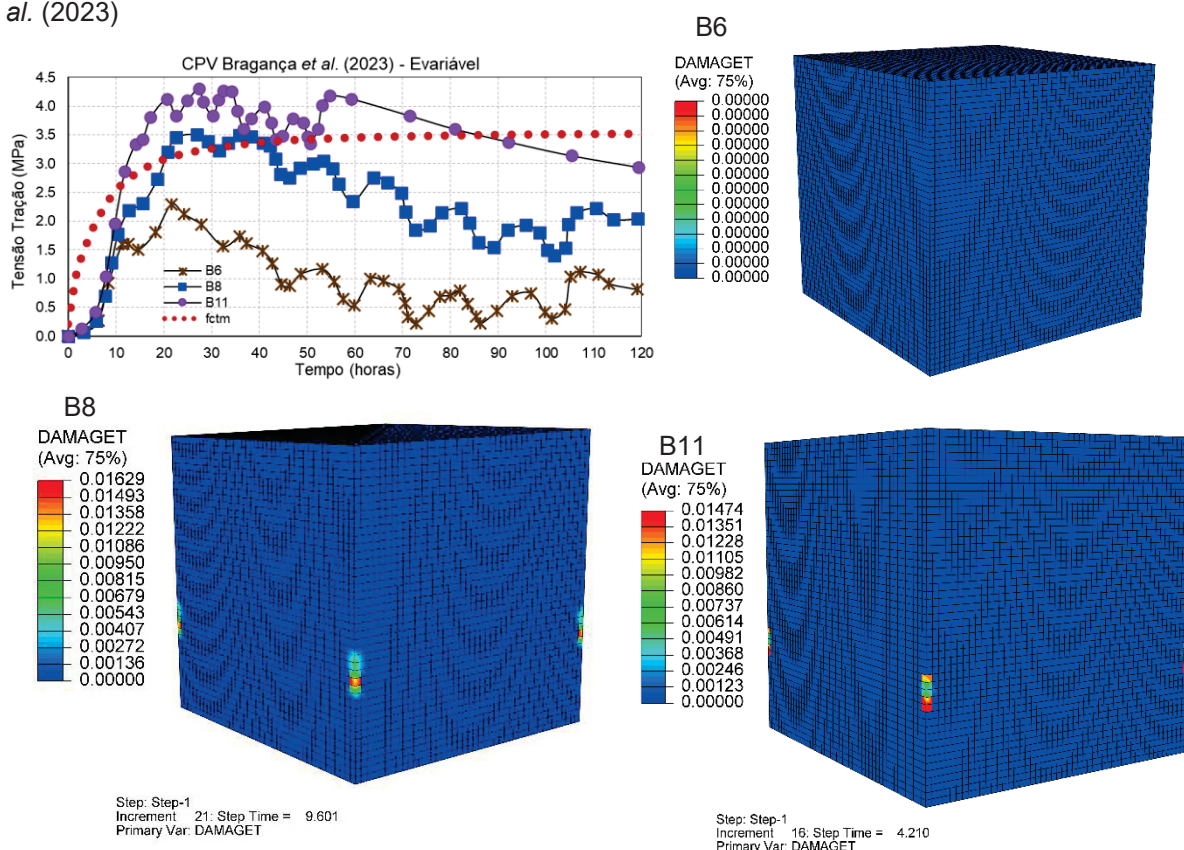 al. (2023)
CPV Bragança et al. (2023) - Evariável
Tensão Tração (MPa)
4.5
4.0
3.5
3.0
2.5
2.0
1.5
1.0
0.5
0.0
B6
B8
B11
fctm
0 10 20 30 40 50 60 70 80 90 100 110 120
Tempo (horas)
B6
DAMAGET
(Avg: 75%)
0.00000
0.00000
0.00000
0.00000
0.00000
0.00000
0.00000
0.00000
0.00000
0.00000
0.00000
0.00000
0.00000
B8
DAMAGET
(Avg: 75%)
0.01629
0.01493
0.01358
0.01222
0.01086
0.00950
0.00815
0.00679
0.00543
0.00407
0.00272
0.00136
0.00000
Step: Step-1
Increment 21: Step Time = 9.601
Primary Var: DAMAGET
B11
DAMAGET
(Avg: 75%)
0.01474
0.01351
0.01228
0.01105
0.00982
0.00860
0.00737
0.00614
0.00491
0.00368
0.00246
0.00123
0.00000
Step: Step-1
Increment 16: Step Time = 4.210
Primary Var: DAMAGET